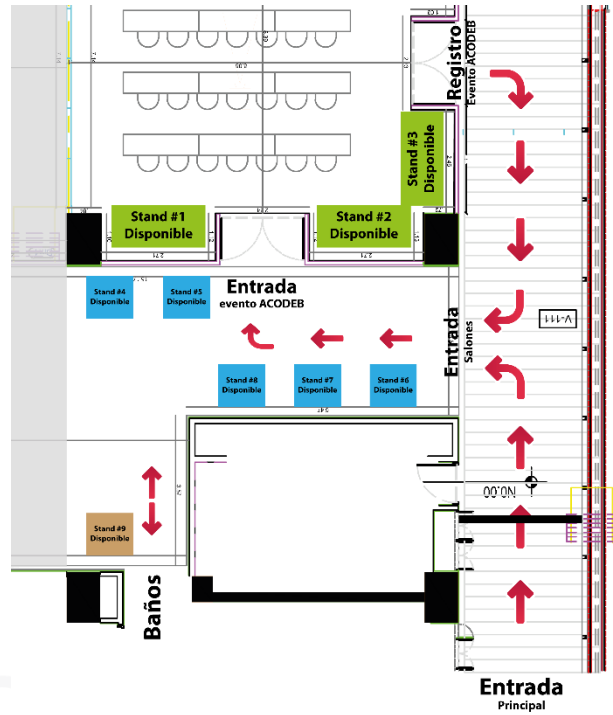 Registro
Evento ACODEB
Stand #3
Disponible
Stand #1
Disponible
Stand #2
Disponible
Entrada
evento ACODEB
Stand #4
Disponible
Stand #5
Disponible
Entrada
Salones
V-111
Stand #8
Disponible
Stand #7
Disponible
Stand #6
Disponible
N0.00
Stand #9
Disponible
Baños
Entrada
Principal